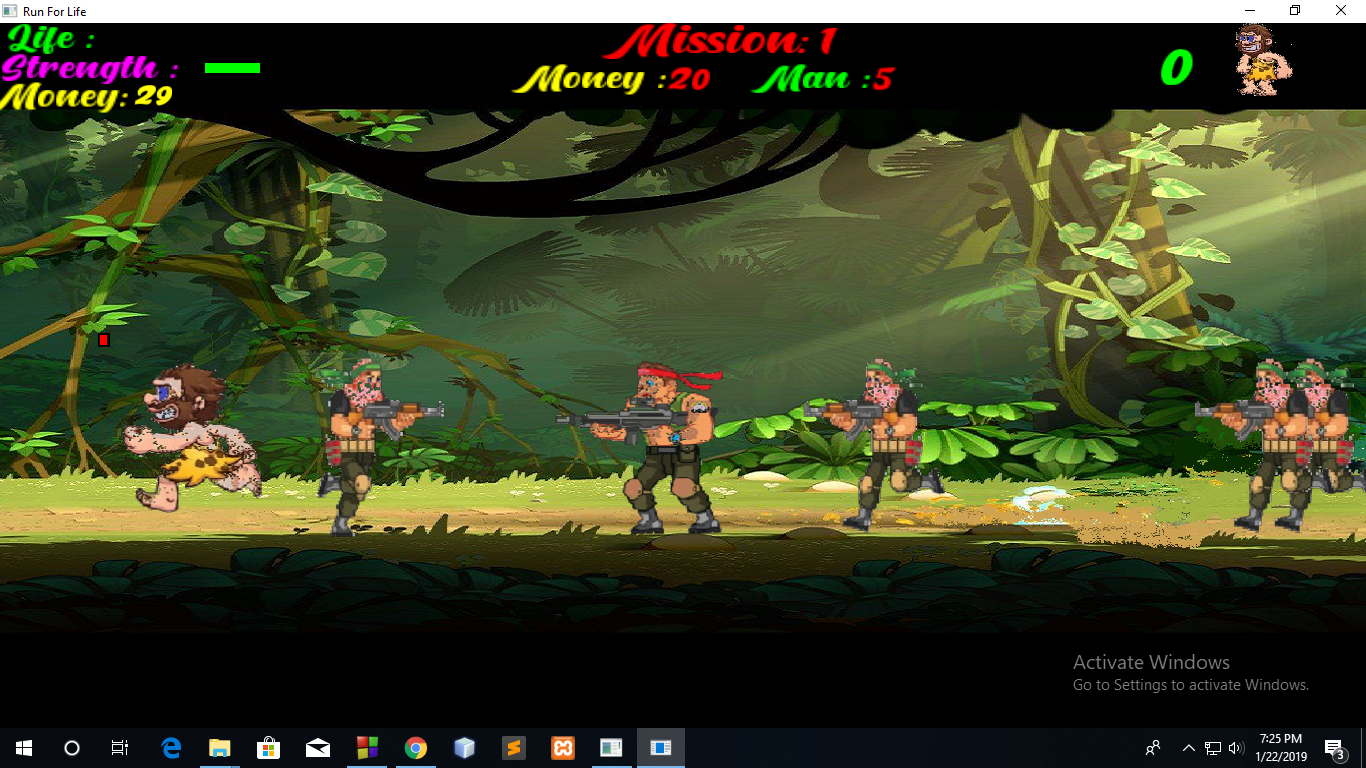 Run For Life
Life :
Strength :
Money: 29
Mission: 1
Money :20 Man :5
0
Activate Windows
Go to Settings to activate Windows.
7:25 PM
1/22/2019
3